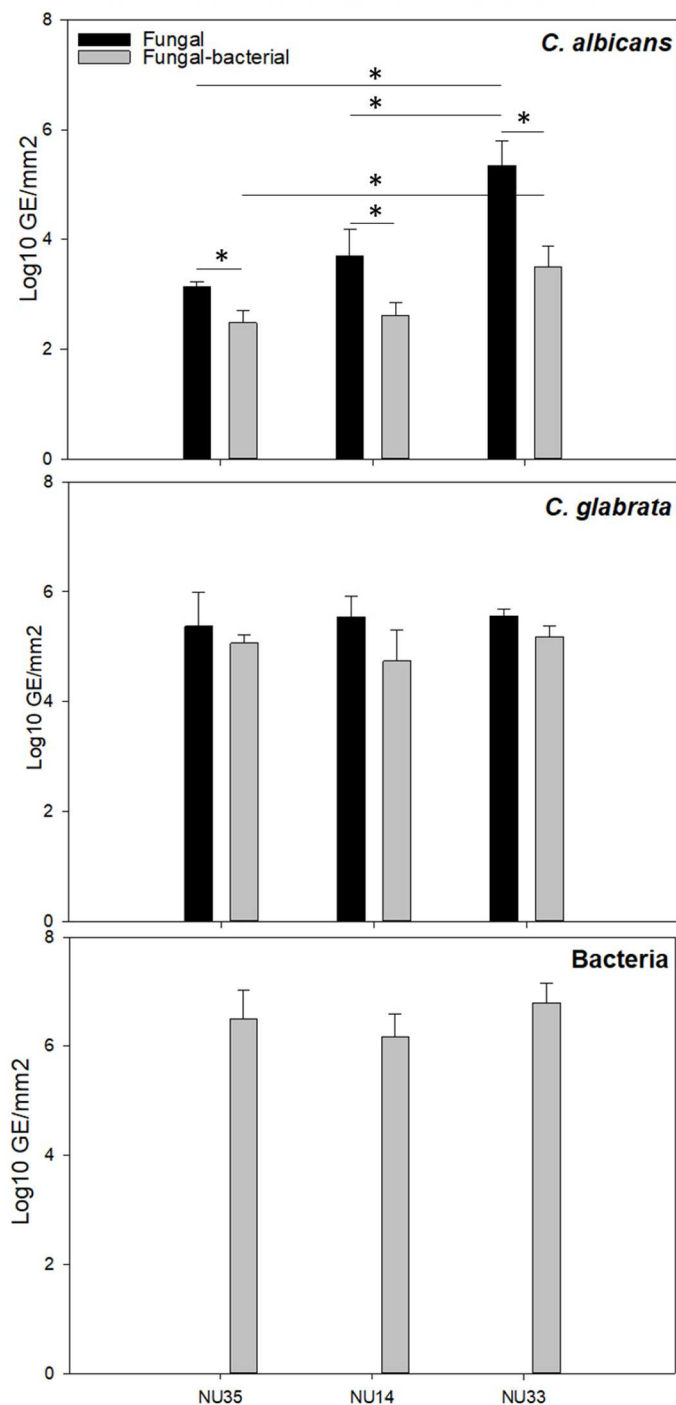 8
Fungal
Fungal-bacterial
C. albicans
*
*
*
6
*
*
*
4
2
0
Log10 GE/mm2
8
C. glabrata
6
4
2
0
Log10 GE/mm2
8
Bacteria
6
4
2
0
Log10 GE/mm2
NU35 NU14 NU33